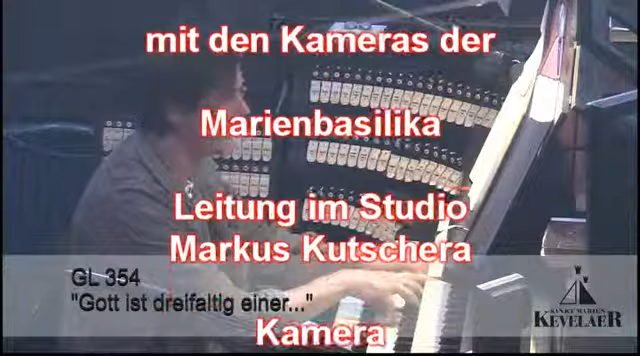 mit den Kameras der
Marienbasilika
Leitung im Studio
Markus Kutschera
GL 354
"Gott ist dreifaltig einer..."
SANKT MARIEN
KEVELAER
Kamera